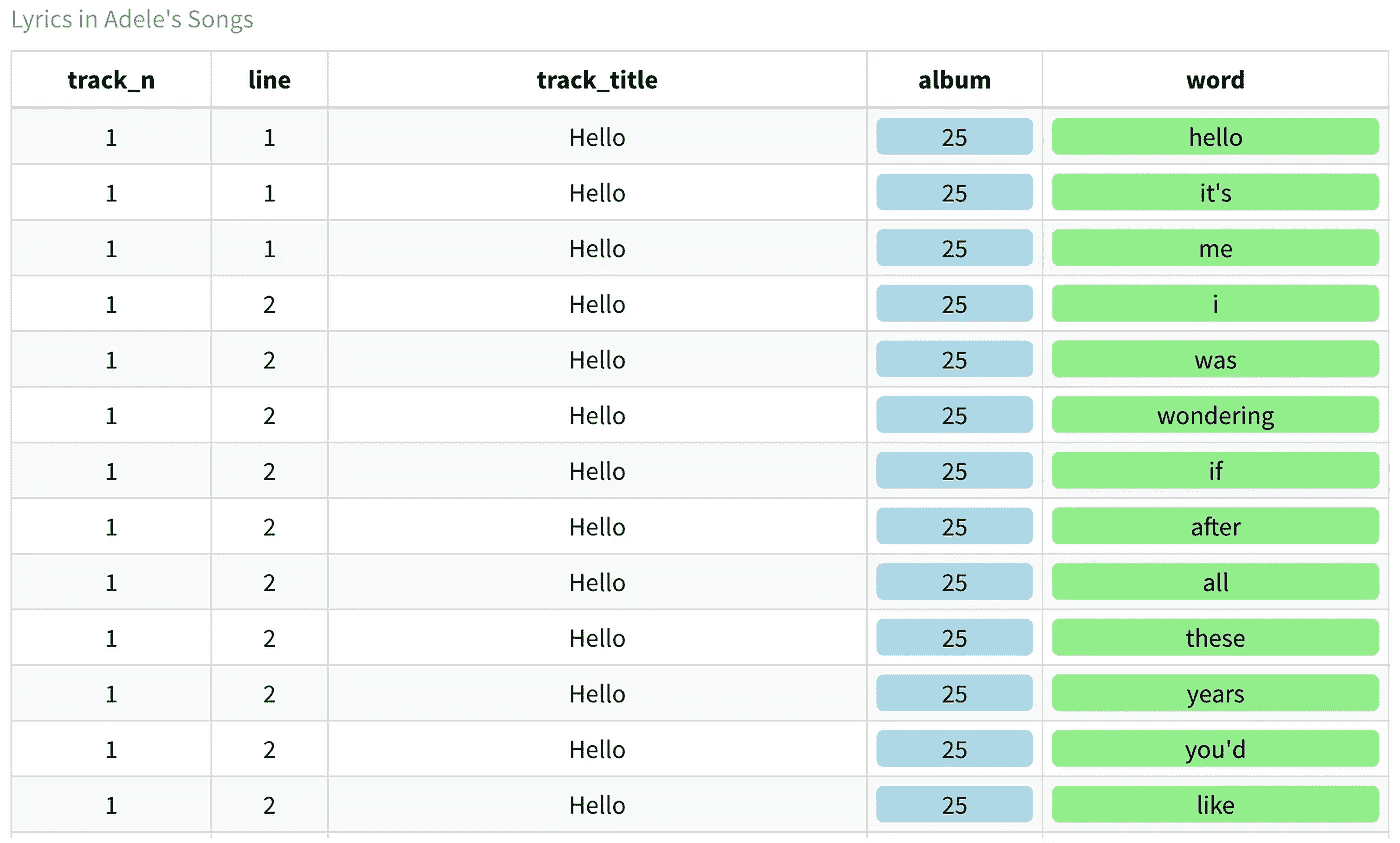 Lyrics in Adele's Songs
track_n line track_title album word
1 1 Hello 25 hello
1 1 Hello 25 it's
1 1 Hello 25 me
1 2 Hello 25 i
1 2 Hello 25 was
1 2 Hello 25 wondering
1 2 Hello 25 if
1 2 Hello 25 after
1 2 Hello 25 all
1 2 Hello 25 these
1 2 Hello 25 years
1 2 Hello 25 you'd
1 2 Hello 25 like